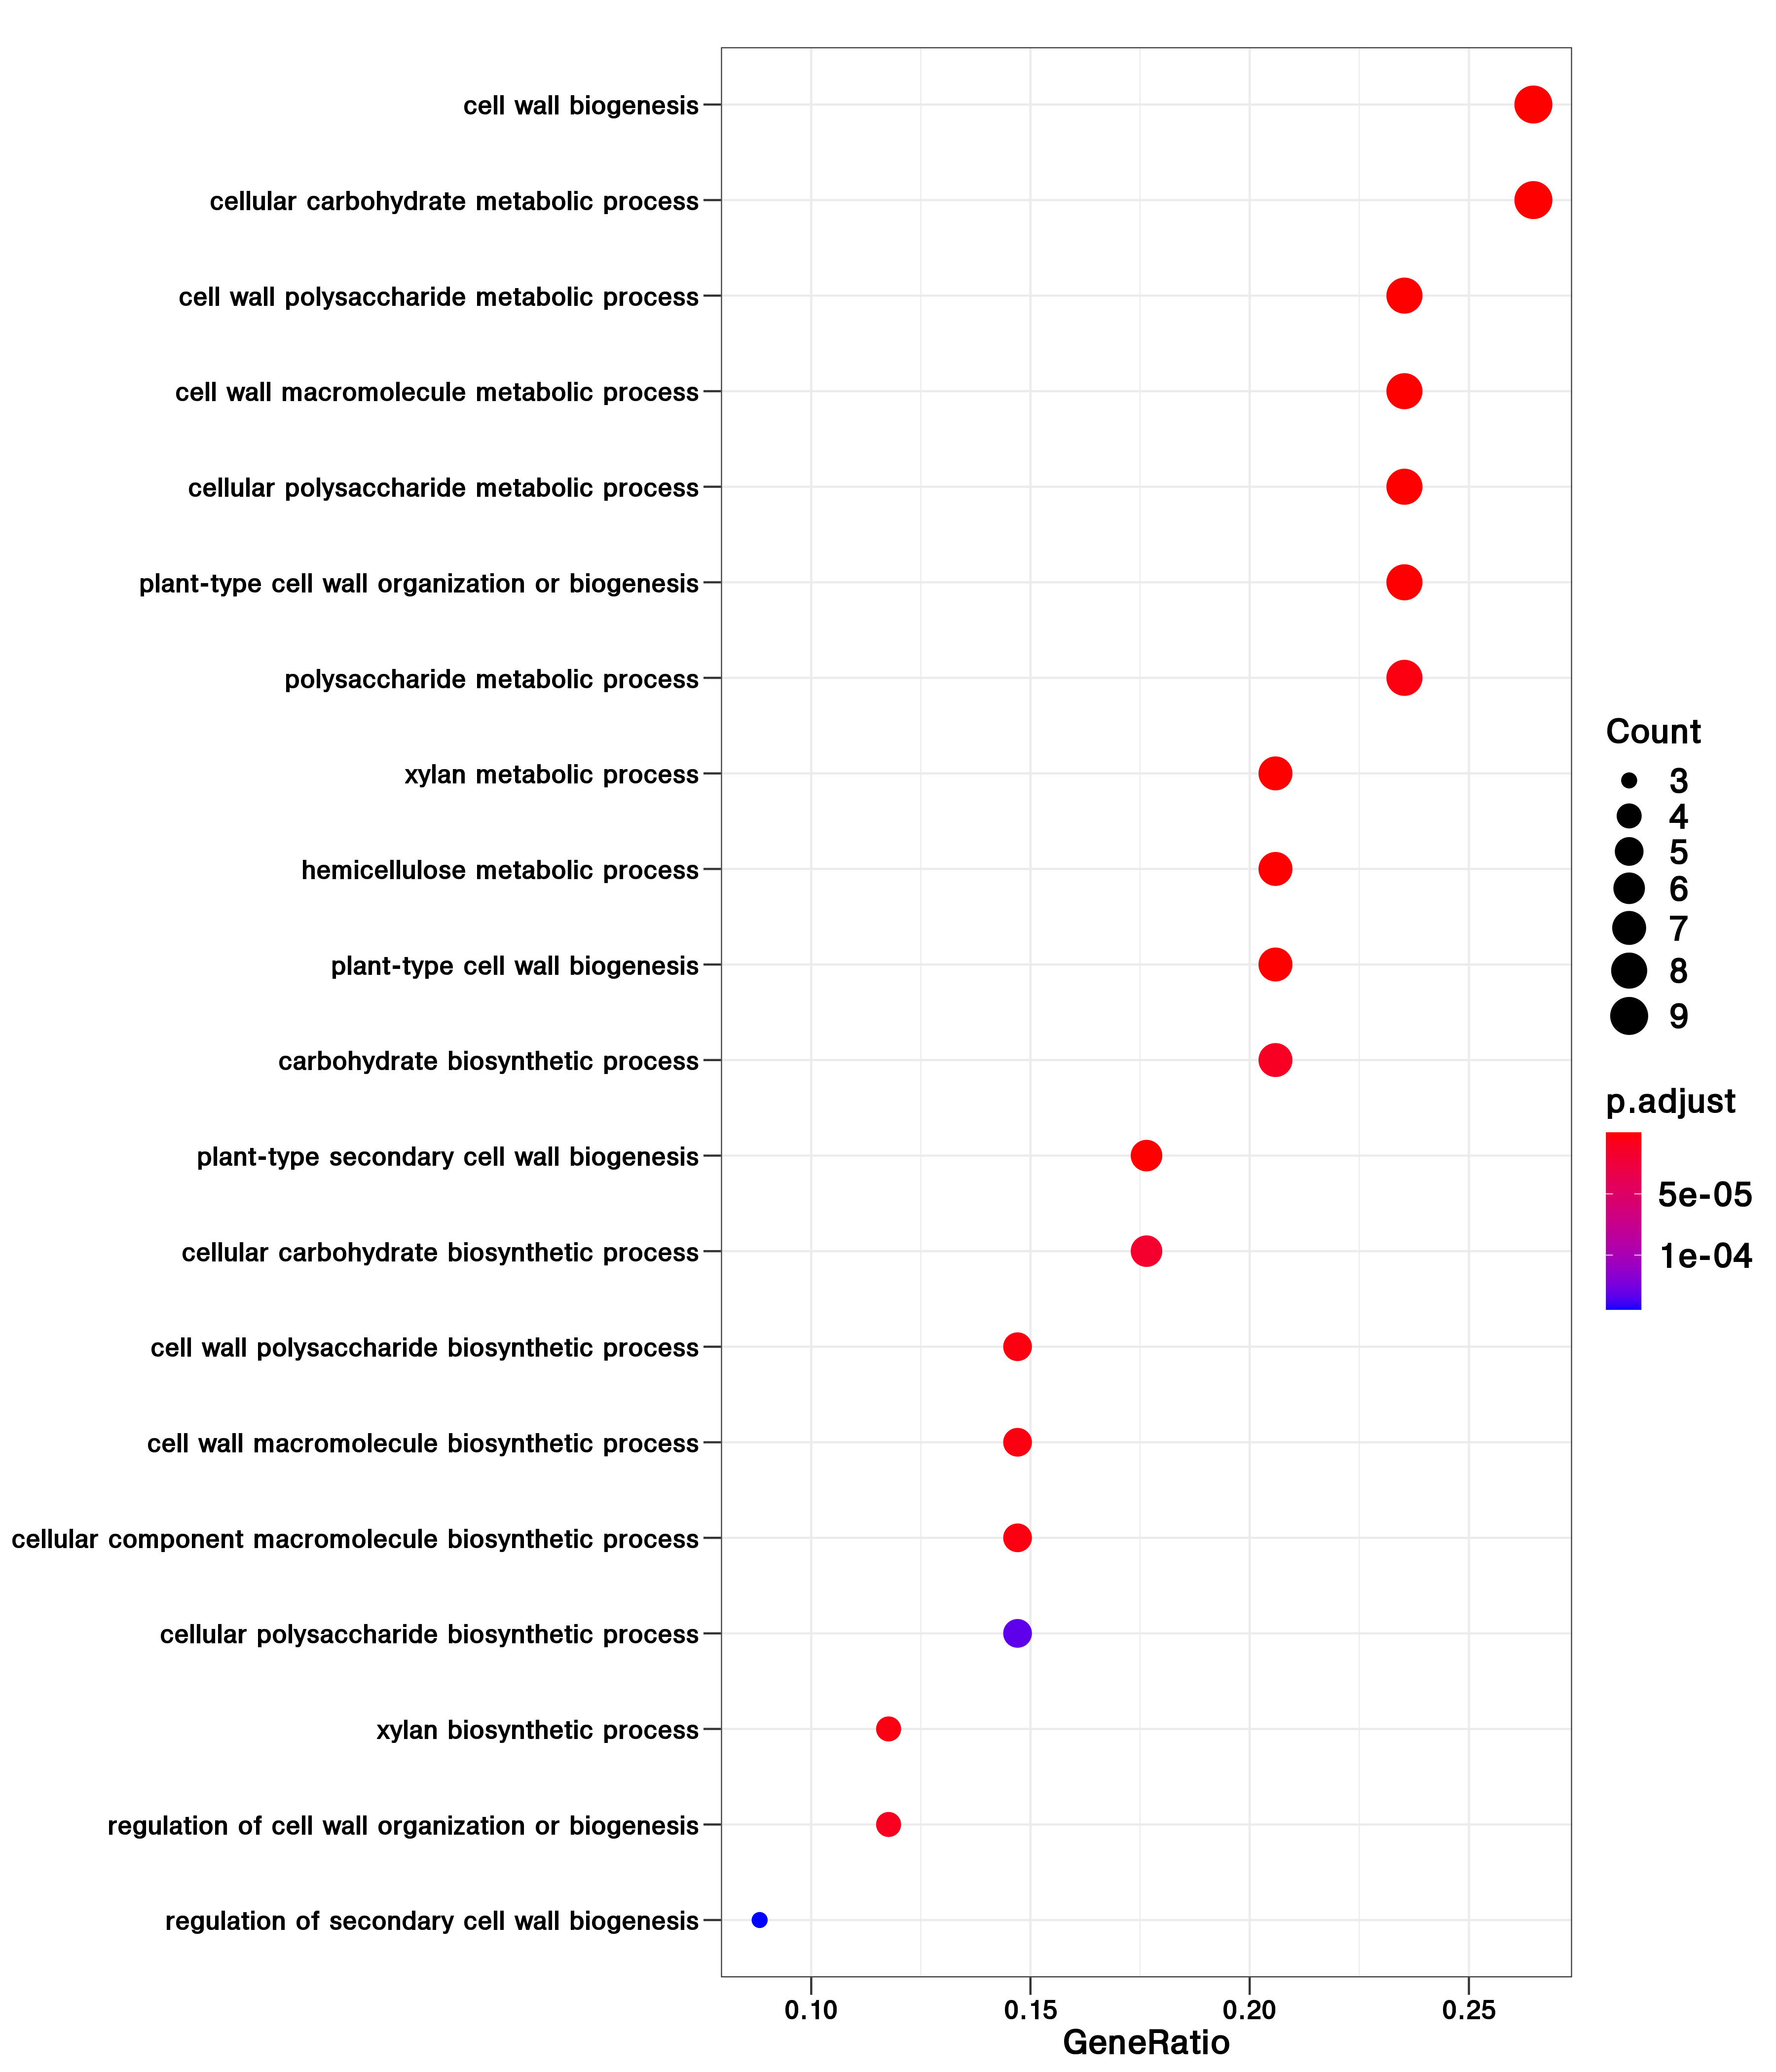 cell wall biogenesis
cellular carbohydrate metabolic process
cell wall polysaccharide metabolic process
cell wall macromolecule metabolic process
cellular polysaccharide metabolic process
plant-type cell wall organization or biogenesis
polysaccharide metabolic process
xylan metabolic process
hemicellulose metabolic process
plant-type cell wall biogenesis
carbohydrate biosynthetic process
plant-type secondary cell wall biogenesis
cellular carbohydrate biosynthetic process
cell wall polysaccharide biosynthetic process
cell wall macromolecule biosynthetic process
cellular component macromolecule biosynthetic process
cellular polysaccharide biosynthetic process
xylan biosynthetic process
regulation of cell wall organization or biogenesis
regulation of secondary cell wall biogenesis
0.10 0.15 0.20 0.25
GeneRatio
Count
3
4
5
6
7
8
9
p.adjust
5e-05
1e-04